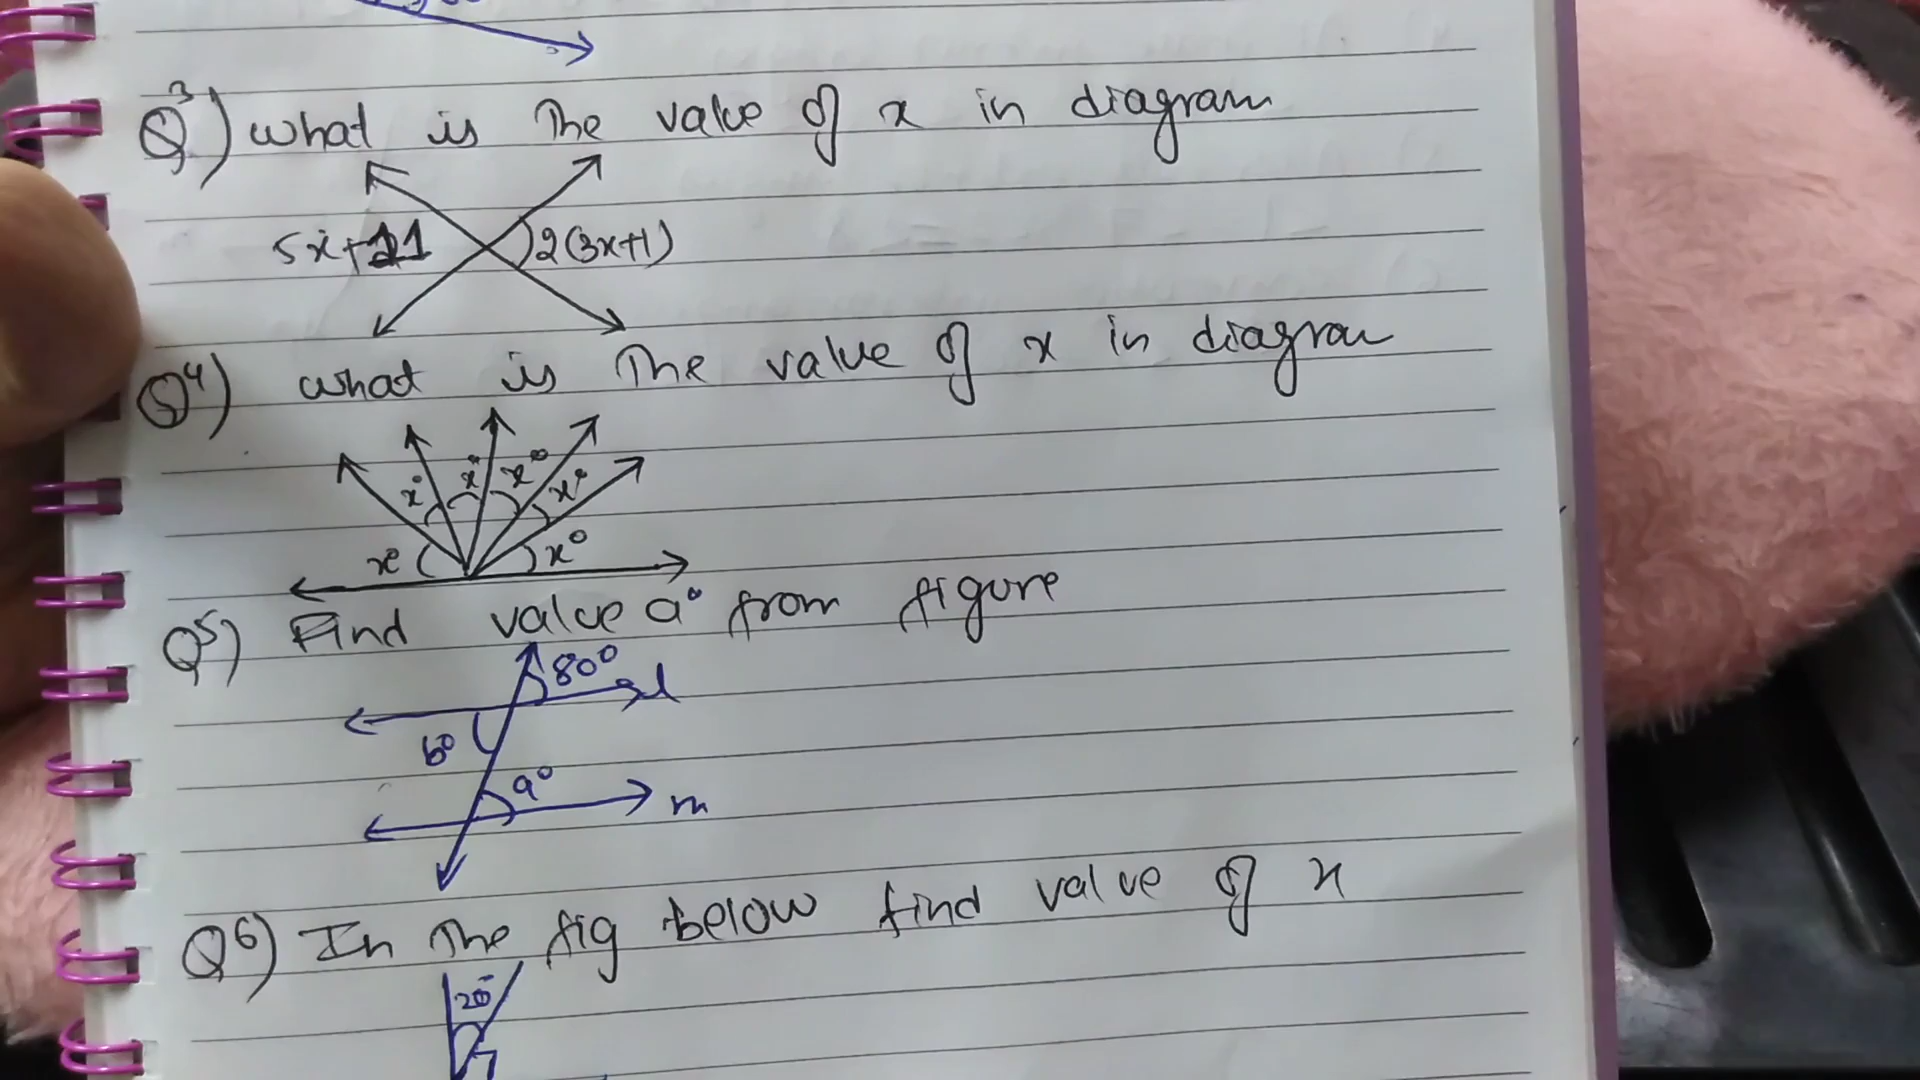 Q3) what is the value of x in diagram
5x+21 2(3x+1)
Q4) what is the value of x in diagram
x° x° x° x°
x° x°
Q5) Find value a° from figure
80° l
b°
a° m
Q6) In the fig below find value of x
20°